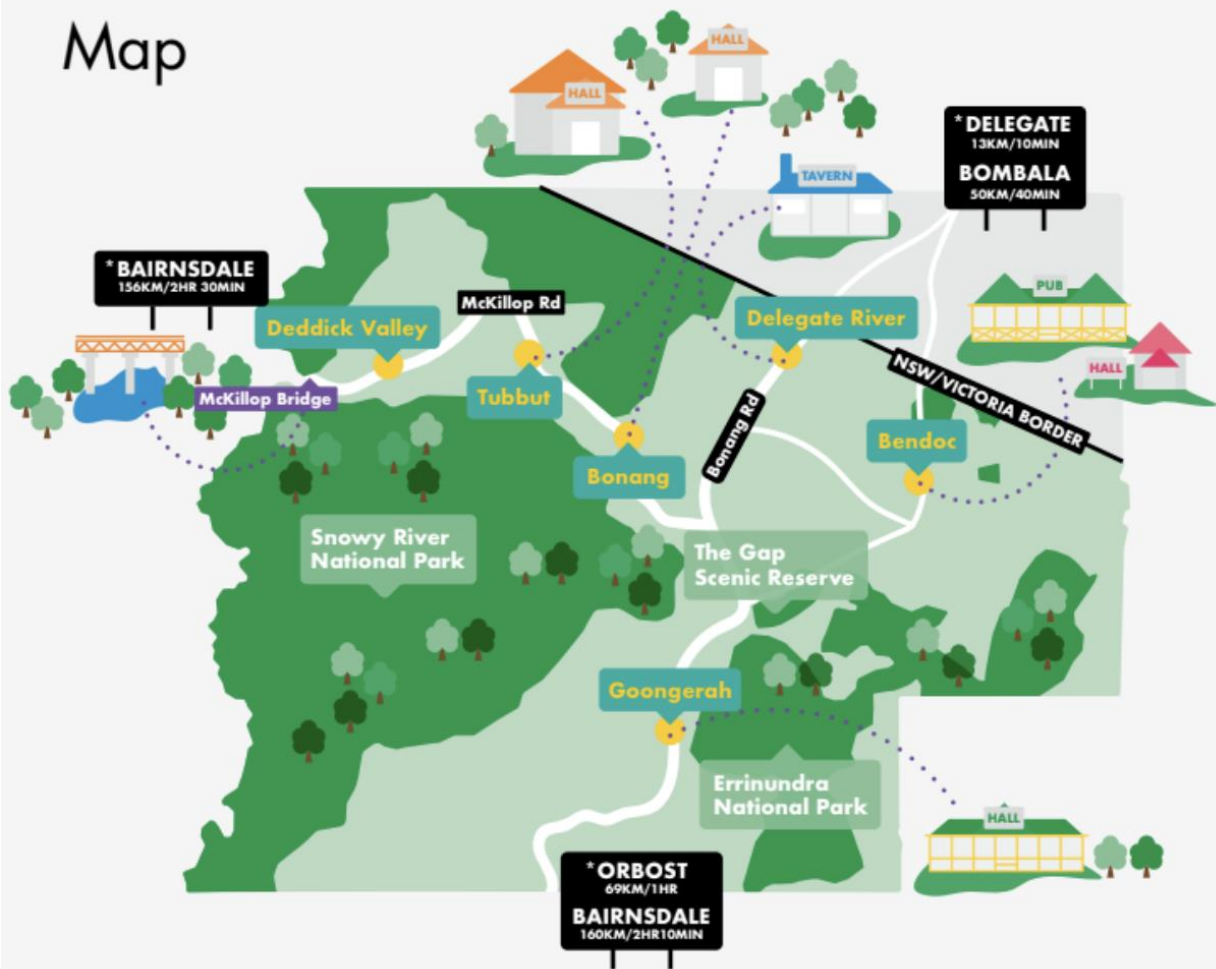 Map
HALL
HALL
TAVERN
*DELEGATE
13KM/10MIN
BOMBALA
50KM/40MIN
*BAIRNSDALE
156KM/2HR 30MIN
McKillop Rd
PUB
Deddick Valley
Delegate River
HALL
McKillop Bridge
Tubbut
NSW/VICTORIA BORDER
Bonang Rd
Bendoc
Bonang
Snowy River
National Park
The Gap
Scenic Reserve
Goongerah
Errinundra
National Park
HALL
*ORBOST
69KM/1HR
BAIRNSDALE
160KM/2HR10MIN